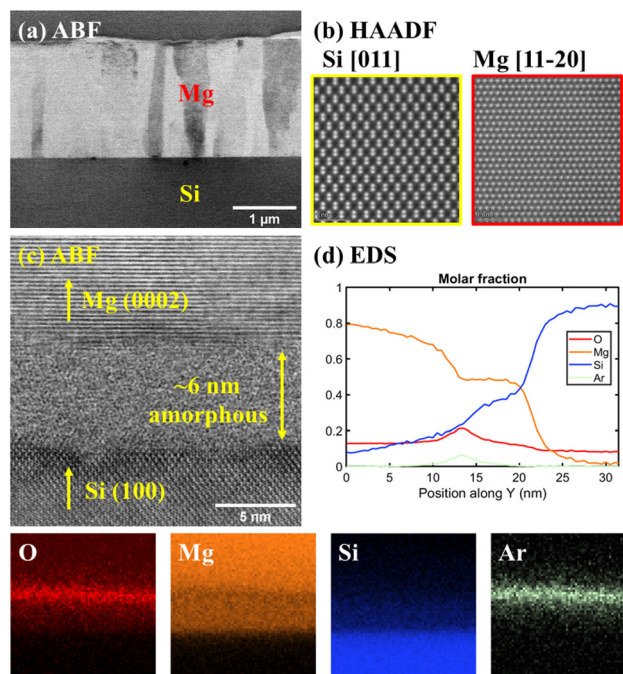 (a) ABF
Mg
Si
1 µm
(b) HAADF
Si [011]
Mg [11-20]
(c) ABF
Mg (0002)
~6 nm
amorphous
Si (100)
5 nm
(d) EDS
Molar fraction
1
0.8
0.6
0.4
0.2
0
O
Mg
Si
Ar
0 5 10 15 20 25 30
Position along Y (nm)
O
Mg
Si
Ar